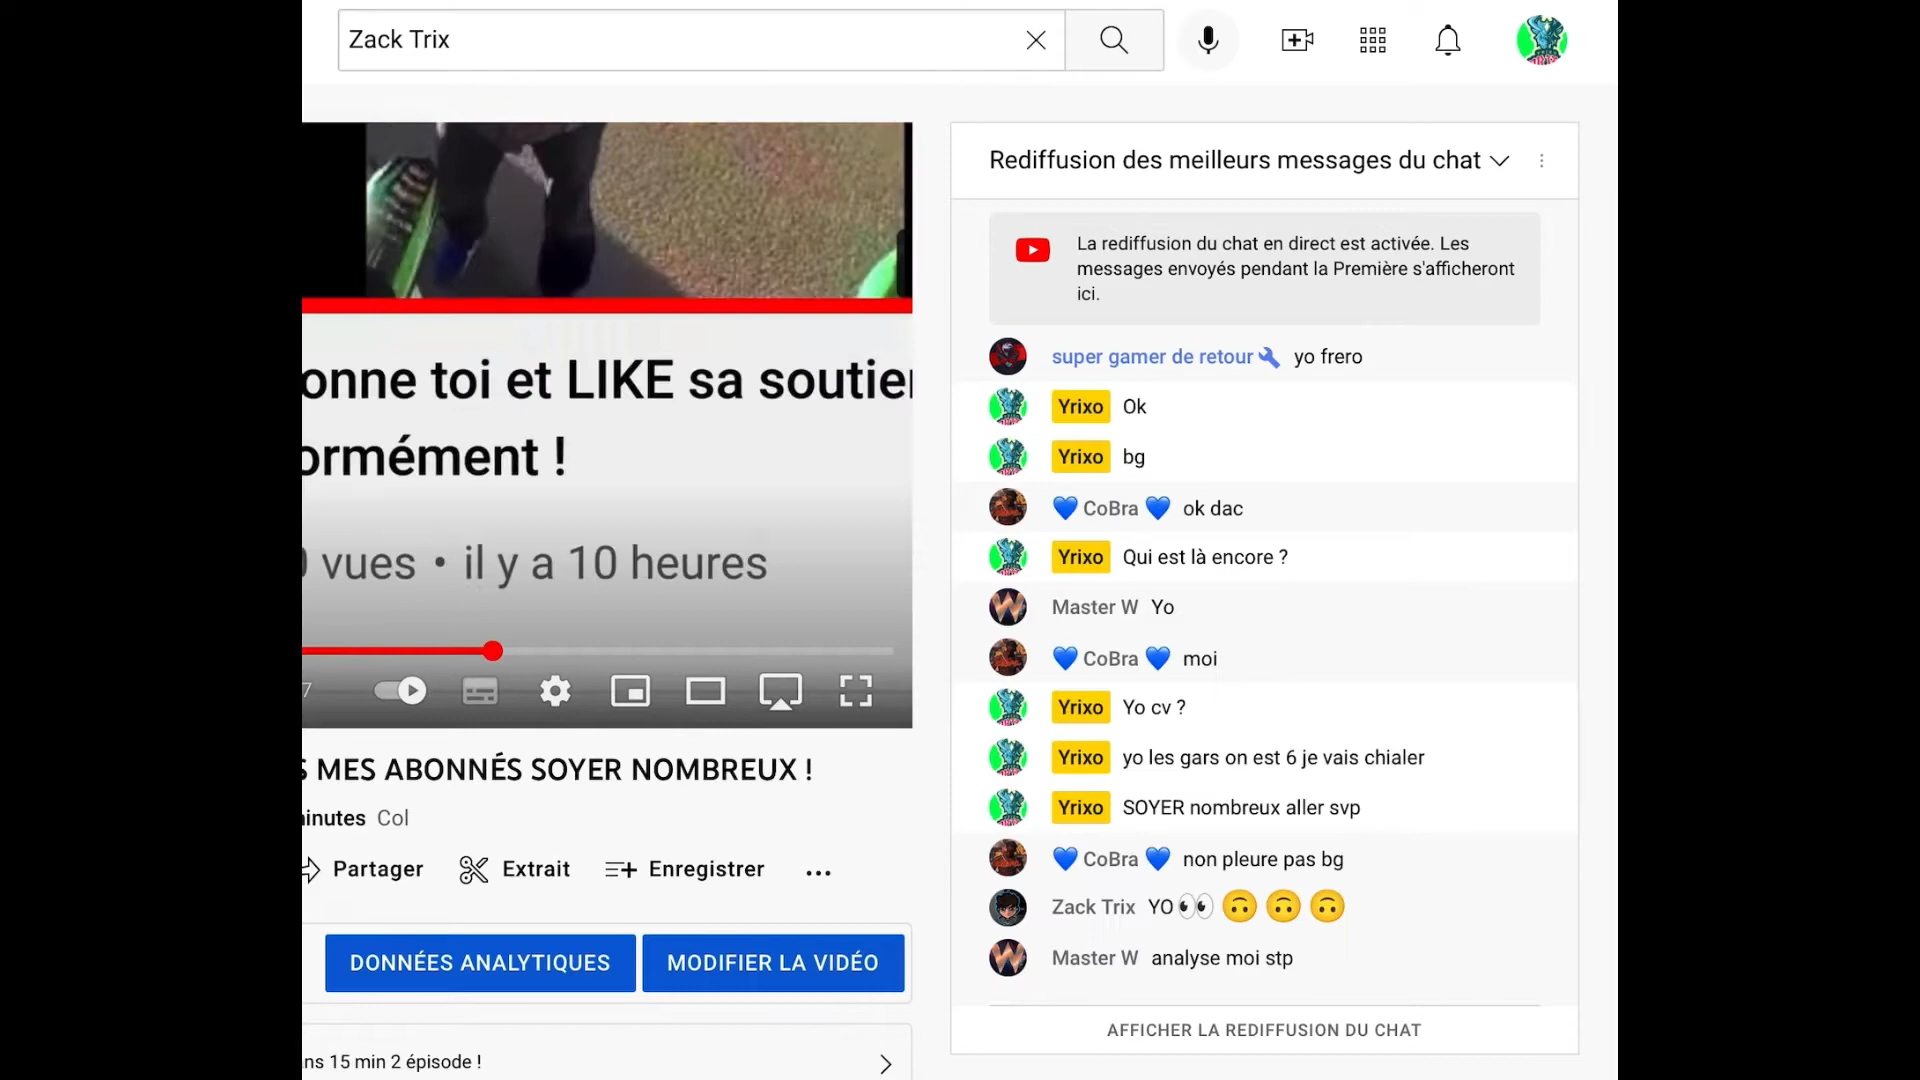 Zack Trix
onne toi et LIKE sa soutie
ormément !
vues • il y a 10 heures
7
S MES ABONNÉS SOYER NOMBREUX !
inutes Col
Partager Extrait Enregistrer ...
DONNÉES ANALYTIQUES MODIFIER LA VIDÉO
ns 15 min 2 épisode !
Rediffusion des meilleurs messages du chat
La rediffusion du chat en direct est activée. Les
messages envoyés pendant la Première s'afficheront
ici.
super gamer de retour yo frero
Yrixo Ok
Yrixo bg
💙 CoBra 💙 ok dac
Yrixo Qui est là encore ?
Master W Yo
💙 CoBra 💙 moi
Yrixo Yo cv ?
Yrixo yo les gars on est 6 je vais chialer
Yrixo SOYER nombreux aller svp
💙 CoBra 💙 non pleure pas bg
Zack Trix YO👀 🙃 🙃 🙃
Master W analyse moi stp
AFFICHER LA REDIFFUSION DU CHAT